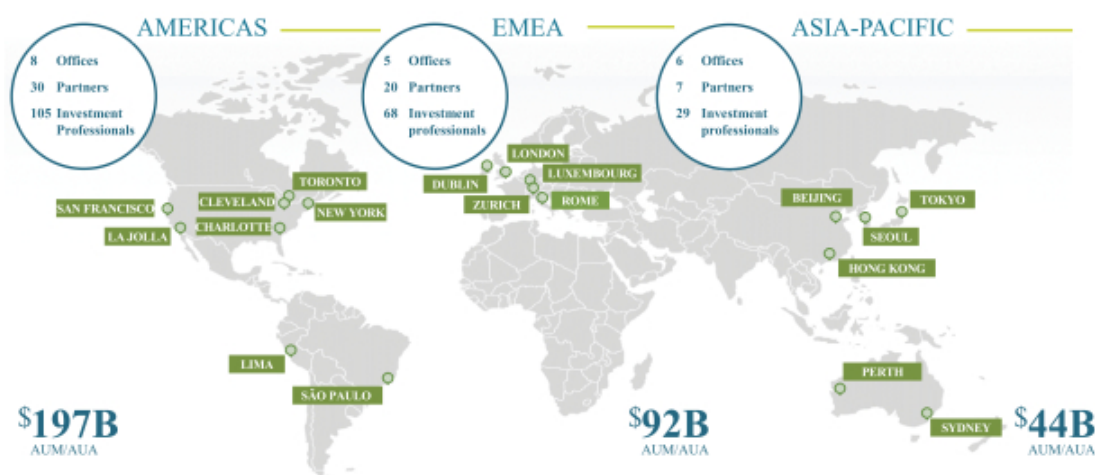 AMERICAS
8 Offices
30 Partners
105 Investment
Professionals
EMEA
5 Offices
20 Partners
68 Investment
professionals
ASIA-PACIFIC
6 Offices
7 Partners
29 Investment
professionals
SAN FRANCISCO
LA JOLLA
CLEVELAND
TORONTO
NEW YORK
CHARLOTTE
LIMA
SÃO PAULO
DUBLIN
LONDON
LUXEMBOURG
ZURICH
ROME
BEIJING
TOKYO
SEOUL
HONG KONG
PERTH
SYDNEY
$197B
AUM/AUA
$92B
AUM/AUA
$44B
AUM/AUA